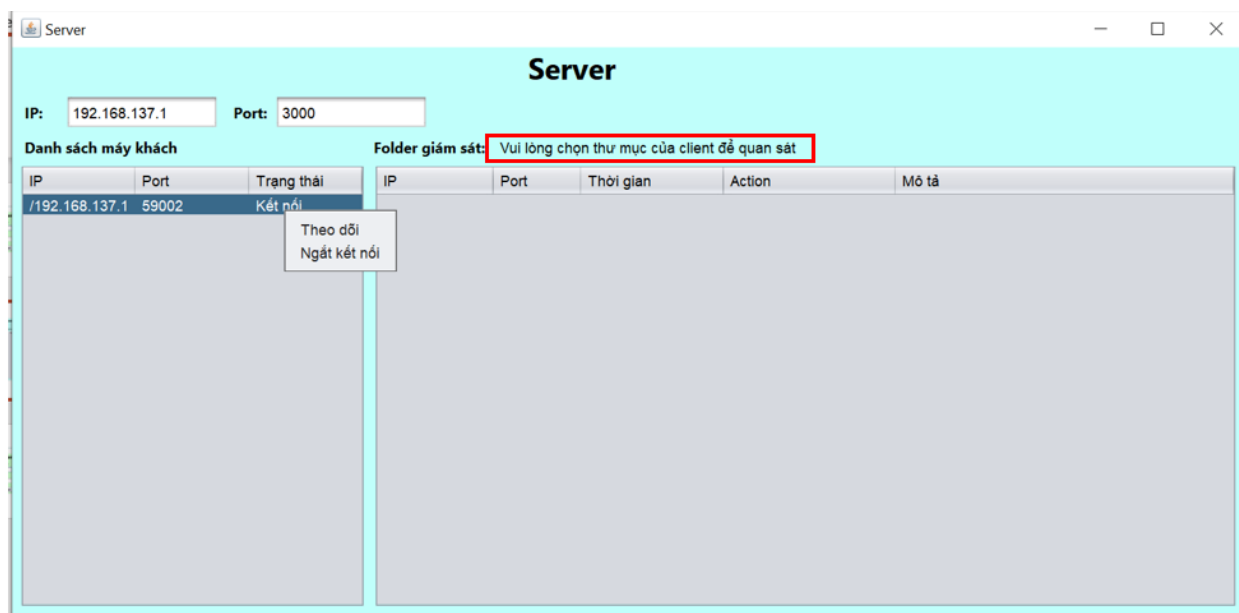 Server
Server
IP: 192.168.137.1 Port: 3000
Danh sách máy khách Folder giám sát: Vui lòng chọn thư mục của client để quan sát
IP Port Trạng thái IP Port Thời gian Action Mô tả
/192.168.137.1 59002 Kết nối
Theo dõi
Ngắt kết nối